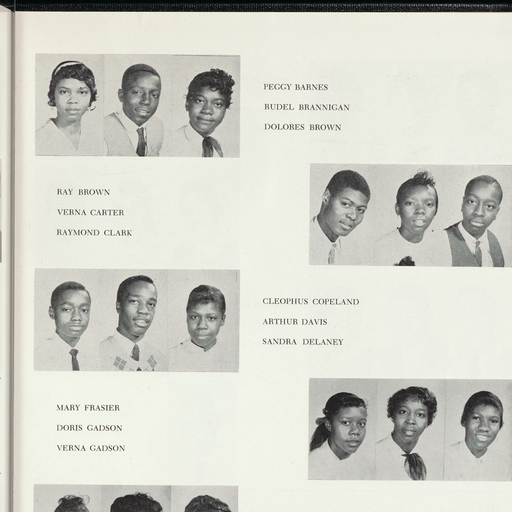 PEGGY BARNES
RUDEL BRANNIGAN
DOLORES BROWN
RAY BROWN
VERNA CARTER
RAYMOND CLARK
CLEOPHUS COPELAND
ARTHUR DAVIS
SANDRA DELANEY
MARY FRASIER
DORIS GADSON
VERNA GADSON